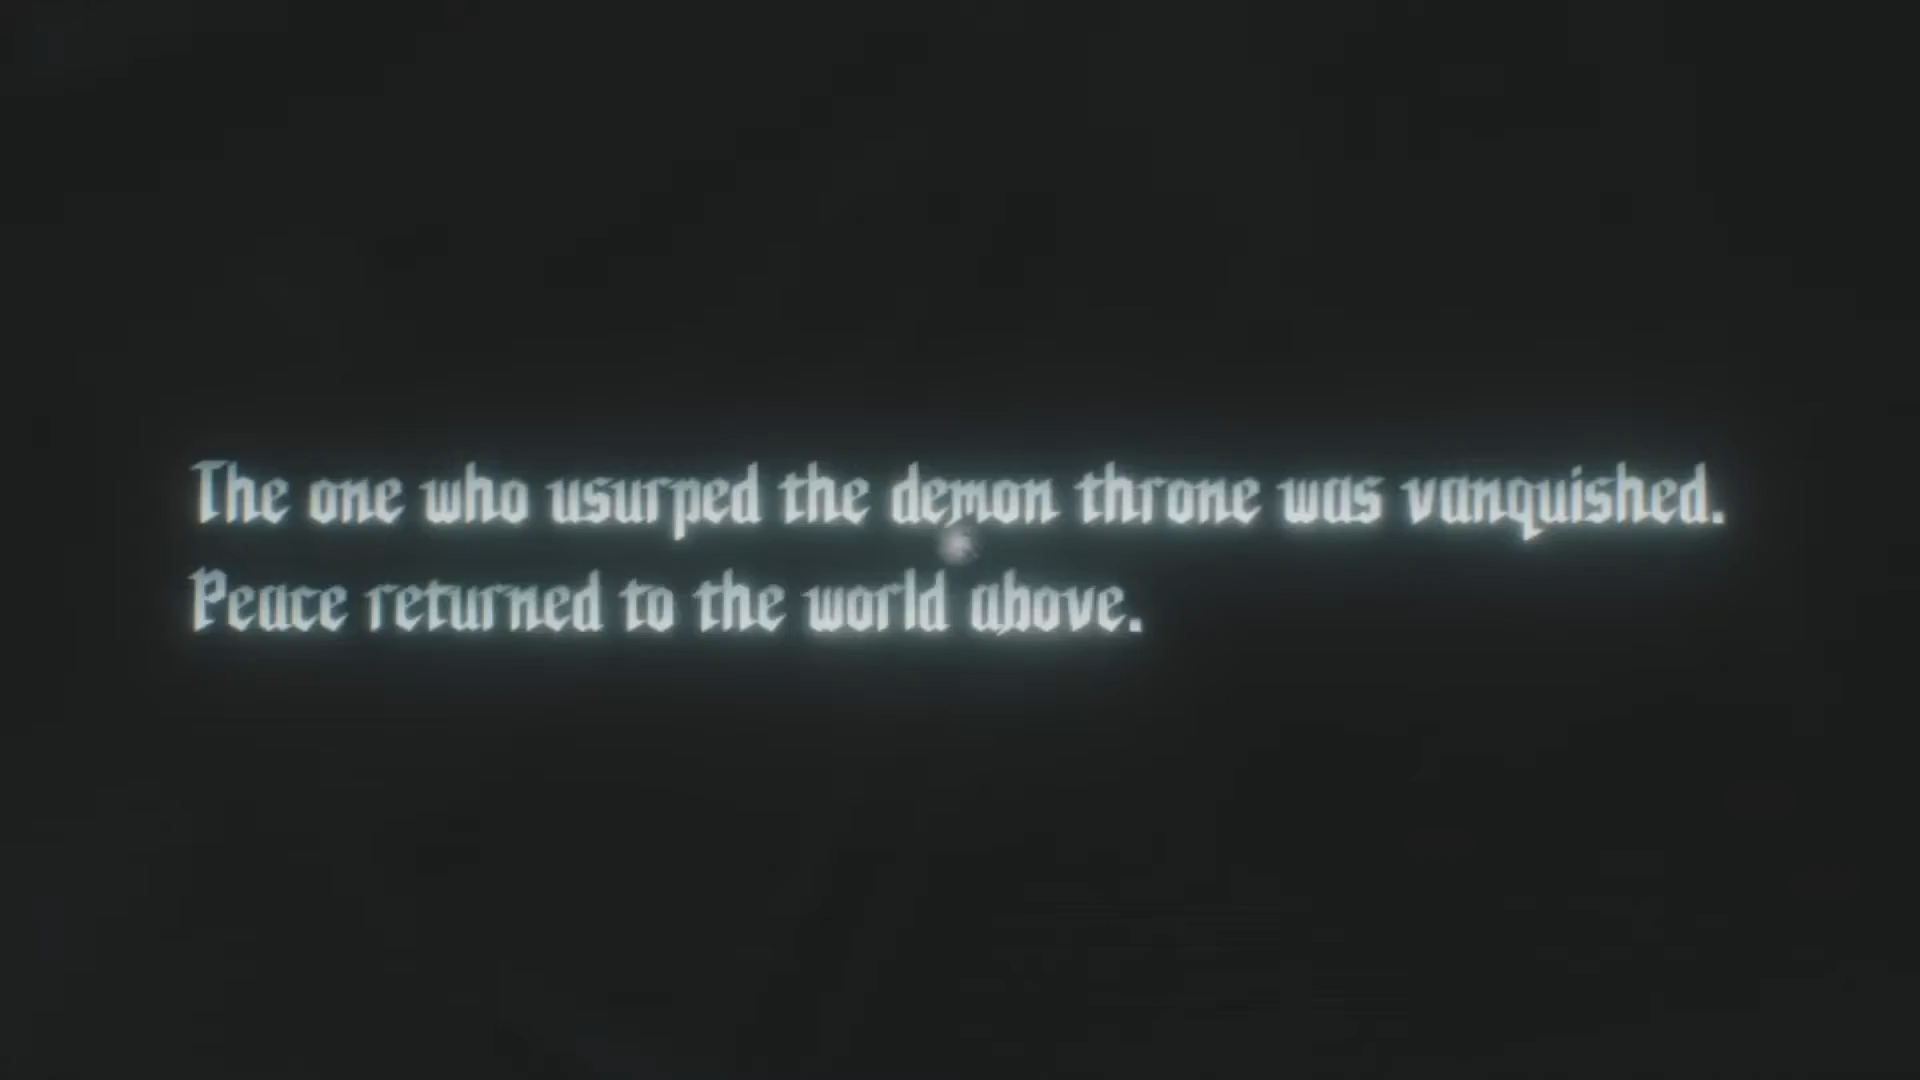 The one who usurped the demon throne was vanquished.
Peace returned to the world above.